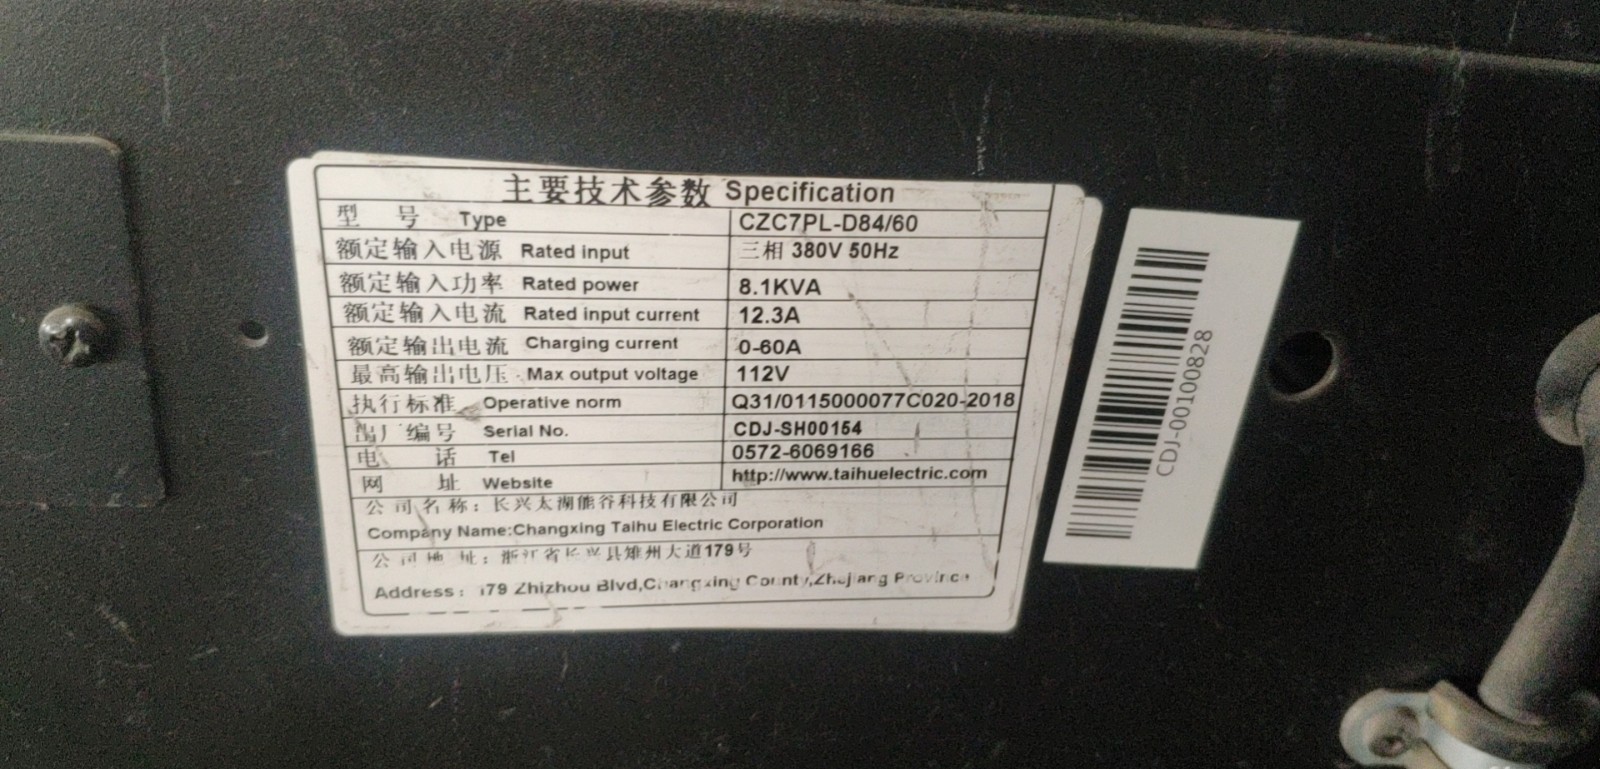 主要技术参数 Specification
型 号 Type CZC7PL-D84/60
额定输入电源 Rated input 三相 380V 50Hz
额定输入功率 Rated power 8.1KVA
额定输入电流 Rated input current 12.3A
额定输出电流 Charging current 0-60A
最高输出电压 Max output voltage 112V
执行标准 Operative norm Q31/0115000077C020-2018
出厂编号 Serial No. CDJ-SH00154
电 话 Tel 0572-6069166
网 址 Website http://www.taihuelectric.com
公司名称：长兴太湖能谷科技有限公司
Company Name:Changxing Taihu Electric Corporation
公司地址：浙江省长兴县雉州大道179号
Address：179 Zhizhou Blvd,Changxing County,Zhejiang Province
CDJ-00100828